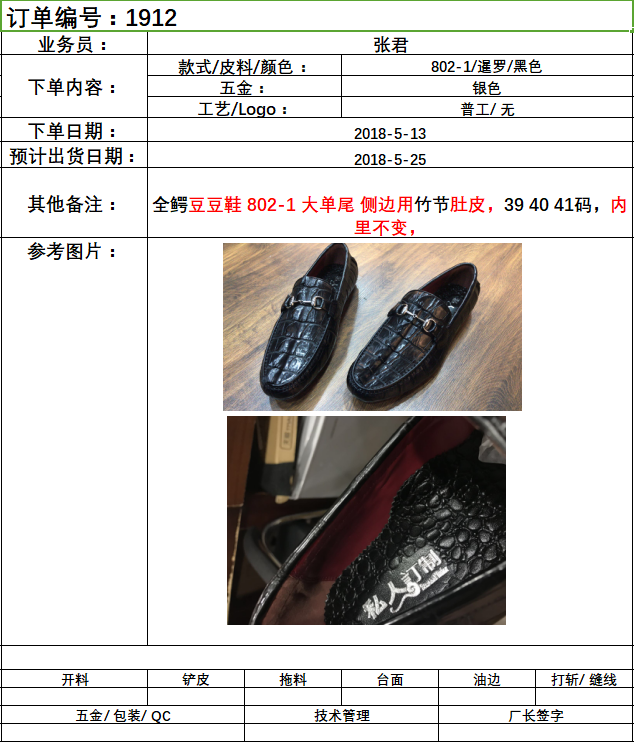 订单编号：1912
业务员： 张君
下单内容： 款式/皮料/颜色： 802-1/暹罗/黑色
五金： 银色
工艺/Logo： 普工/ 无
下单日期： 2018-5-13
预计出货日期： 2018-5-25
其他备注： 全鳄豆豆鞋 802-1 大单尾 侧边用竹节肚皮，39 40 41码，内
里不变，
参考图片：
私人订制
开料 铲皮 拖料 台面 油边 打斩/ 缝线
五金/ 包装/ QC 技术管理 厂长签字